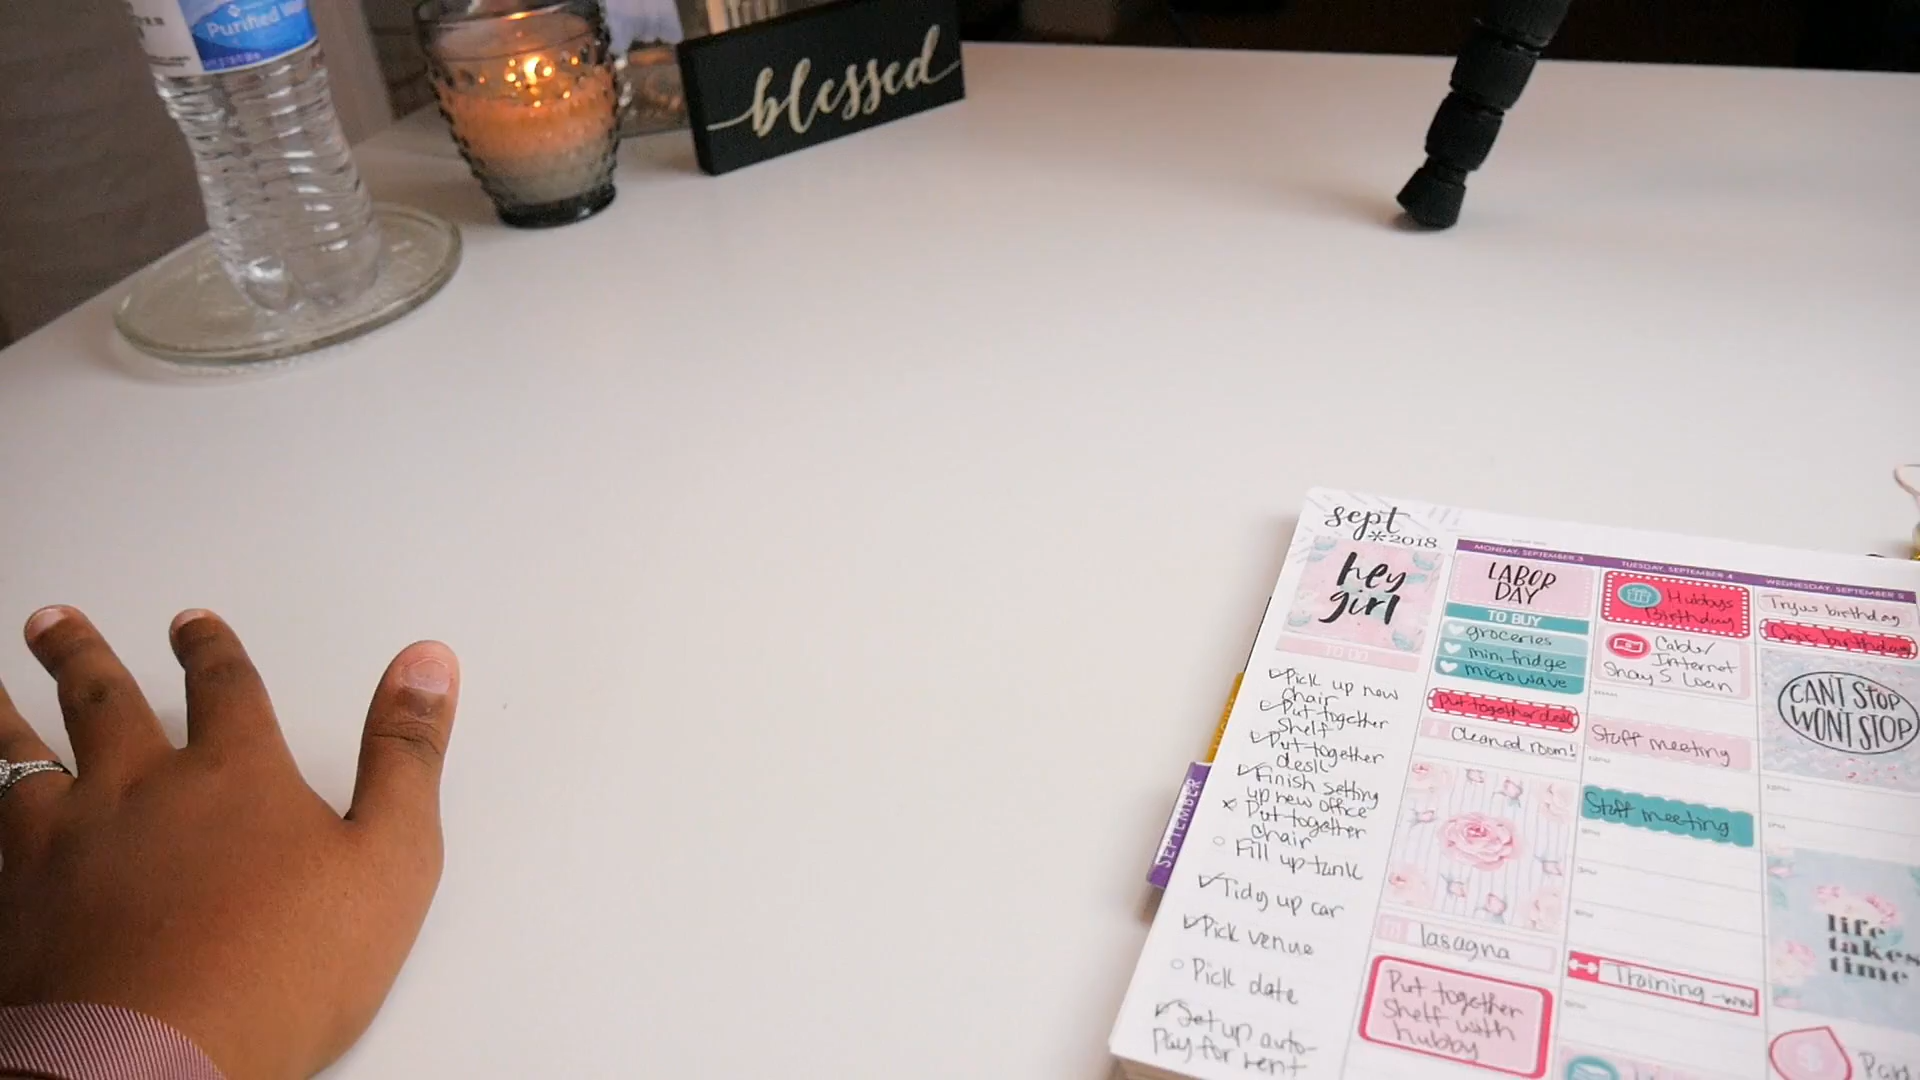 Purified
blessed
sept
*2018
hey
girl
TO DO
Pick up new
chair
Put together
shelf
Put together
desk
Finish setting
up new office
Put together
chair
Fill up tank
Tidy up car
Pick venue
Pick date
Set up auto-
Pay for rent
SEPTEMBER
MONDAY, SEPTEMBER 3
LABOR
DAY
TO BUY
groceries
mini fridge
microwave
Put together desk
Cleaned room!
lasagna
Put together
Shelf with
hubby
TUESDAY, SEPTEMBER 4
Hubbys
Birthday
Cable/
Internet
Shay S. Loan
Staff meeting
Staff meeting
Training
WEDNESDAY, SEPTEMBER 5
birthday
birthday
CAN'T STOP
WON'T STOP
life
takes
time